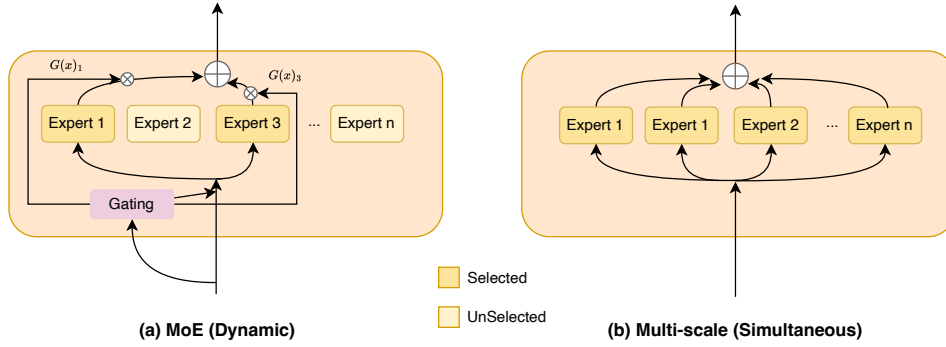 G(x)₁
G(x)₃
Expert 1
Expert 2
Expert 3
...
Expert n
Gating
(a) MoE (Dynamic)
Selected
UnSelected
Expert 1
Expert 1
Expert 2
...
Expert n
(b) Multi-scale (Simultaneous)